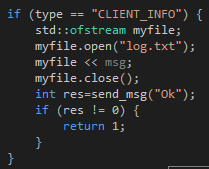 if (type == "CLIENT_INFO") {
std::ofstream myfile;
myfile.open("log.txt");
myfile << msg;
myfile.close();
int res=send_msg("Ok");
if (res != 0) {
return 1;
}
}